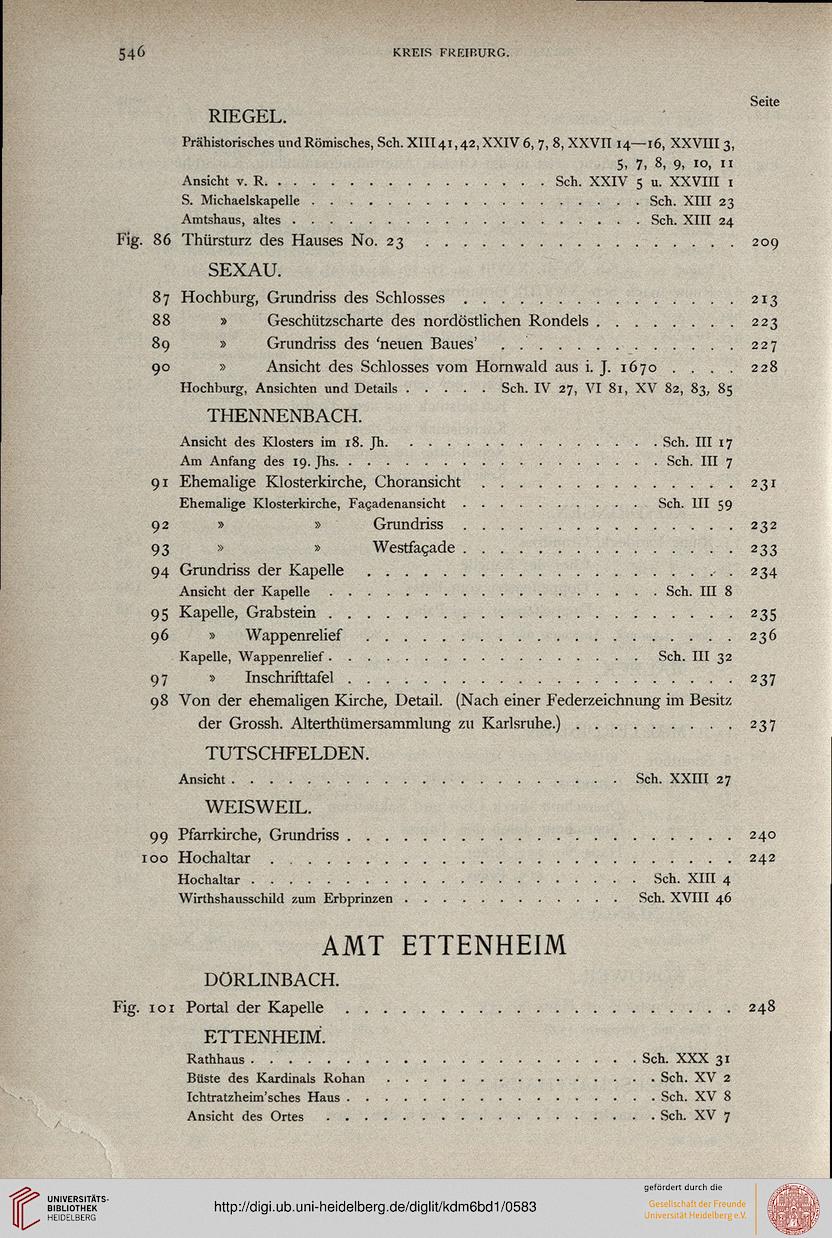 546
KREIS FREIBURG.
Seite
RIEGEL.
Prähistorisches und Römisches, Sch. XIII 41, 42, XXIV 6, 7, 8, XXVII 14—16, XXVIII 3,
5, 7, 8, 9, 10, 11
Ansicht v. R. . . . . . . . . . . . . . . . Sch. XXIV 5 u. XXVIII 1
S. Michaelskapelle . . . . . . . . . . . . . . . . . Sch. XIII 23
Amtshaus, altes . . . . . . . . . . . . . . . . . . Sch. XIII 24
Fig. 86 Thürsturz des Hauses No. 23 . . . . . . . . . . . . . . . . . 209
SEXAU.
87 Hochburg, Grundriss des Schlosses . . . . . . . . . . . . . . . 213
88 » Geschützscharte des nordöstlichen Rondels . . . . . . . . 223
89 » Grundriss des ‘neuen Baues’ . . . . . . . . . . . . . 227
90 » Ansicht des Schlosses vom Hornwald aus i. J. 1670 . . . . 228
Hochburg, Ansichten und Details . . . . . Sch. IV 27, VI 81, XV 82, 83, 85
THENNENBACH.
Ansicht des Klosters im 18. Jh. . . . . . . . . . . . . . . Sch. III 17
Am Anfang des 19. Jhs. . . . . . . . . . . . . . . . . . Sch. III 7
91 Ehemalige Klosterkirche, Choransicht . . . . . . . . . . . . . . 231
Ehemalige Klosterkirche, Façadenansicht . . . . . . . . . . Sch. III 59
92 » » Grundriss . . . . . . . . . . . . . . . 232
93 » » Westfaçade . . . . . . . . . . . . . . . 233
94 Grundriss der Kapelle . . . . . . . . . . . . . . . . . . . . 234
Ansicht der Kapelle . . . . . . . . . . . . . . . . . Sch. III 8
95 Kapelle, Grabstein . . . . . . . . . . . . . . . . . . . . . . 235
96 » Wappenrelief . . . . . . . . . . . . . . . . . . . . 236
Kapelle, Wappenrelief . . . . . . . . . . . . . . . . . Sch. III 32
97 » Inschrifttafel . . . . . . . . . . . . . . . . . . . . . 237
98 Von der ehemaligen Kirche, Detail. (Nach einer Federzeichnung im Besitz
der Grossh. Alterthümersammlung zu Karlsruhe.) . . . . . . . . . 237
TUTSCHFELDEN.
Ansicht . . . . . . . . . . . . . . . . . . . . . Sch. XXIII 27
WEISWEIL.
99 Pfarrkirche, Grundriss . . . . . . . . . . . . . . . . . . . . . 240
100 Hochaltar . . . . . . . . . . . . . . . . . . . . . . . . . 242
Hochaltar . . . . . . . . . . . . . . . . . . . . Sch. XIII 4
Wirthshausschild zum Erbprinzen . . . . . . . . . . . . Sch. XVIII 46
AMT ETTENHEIM
DÖRLINBACH.
Fig. 101 Portal der Kapelle . . . . . . . . . . . . . . . . . . . . . 248
ETTENHEIM.
Rathhaus . . . . . . . . . . . . . . . . . . . . Sch. XXX 31
Büste des Kardinals Rohan . . . . . . . . . . . . . . . Sch. XV 2
Ichtratzheim’sches Haus . . . . . . . . . . . . . . . . . Sch. XV 8
Ansicht des Ortes . . . . . . . . . . . . . . . . . . Sch. XV 7
UNIVERSITÄTS-
BIBLIOTHEK
HEIDELBERG
http://digi.ub.uni-heidelberg.de/diglit/kdm6bd1/0583
gefördert durch die
Gesellschaft der Freunde
Universität Heidelberg e.V.